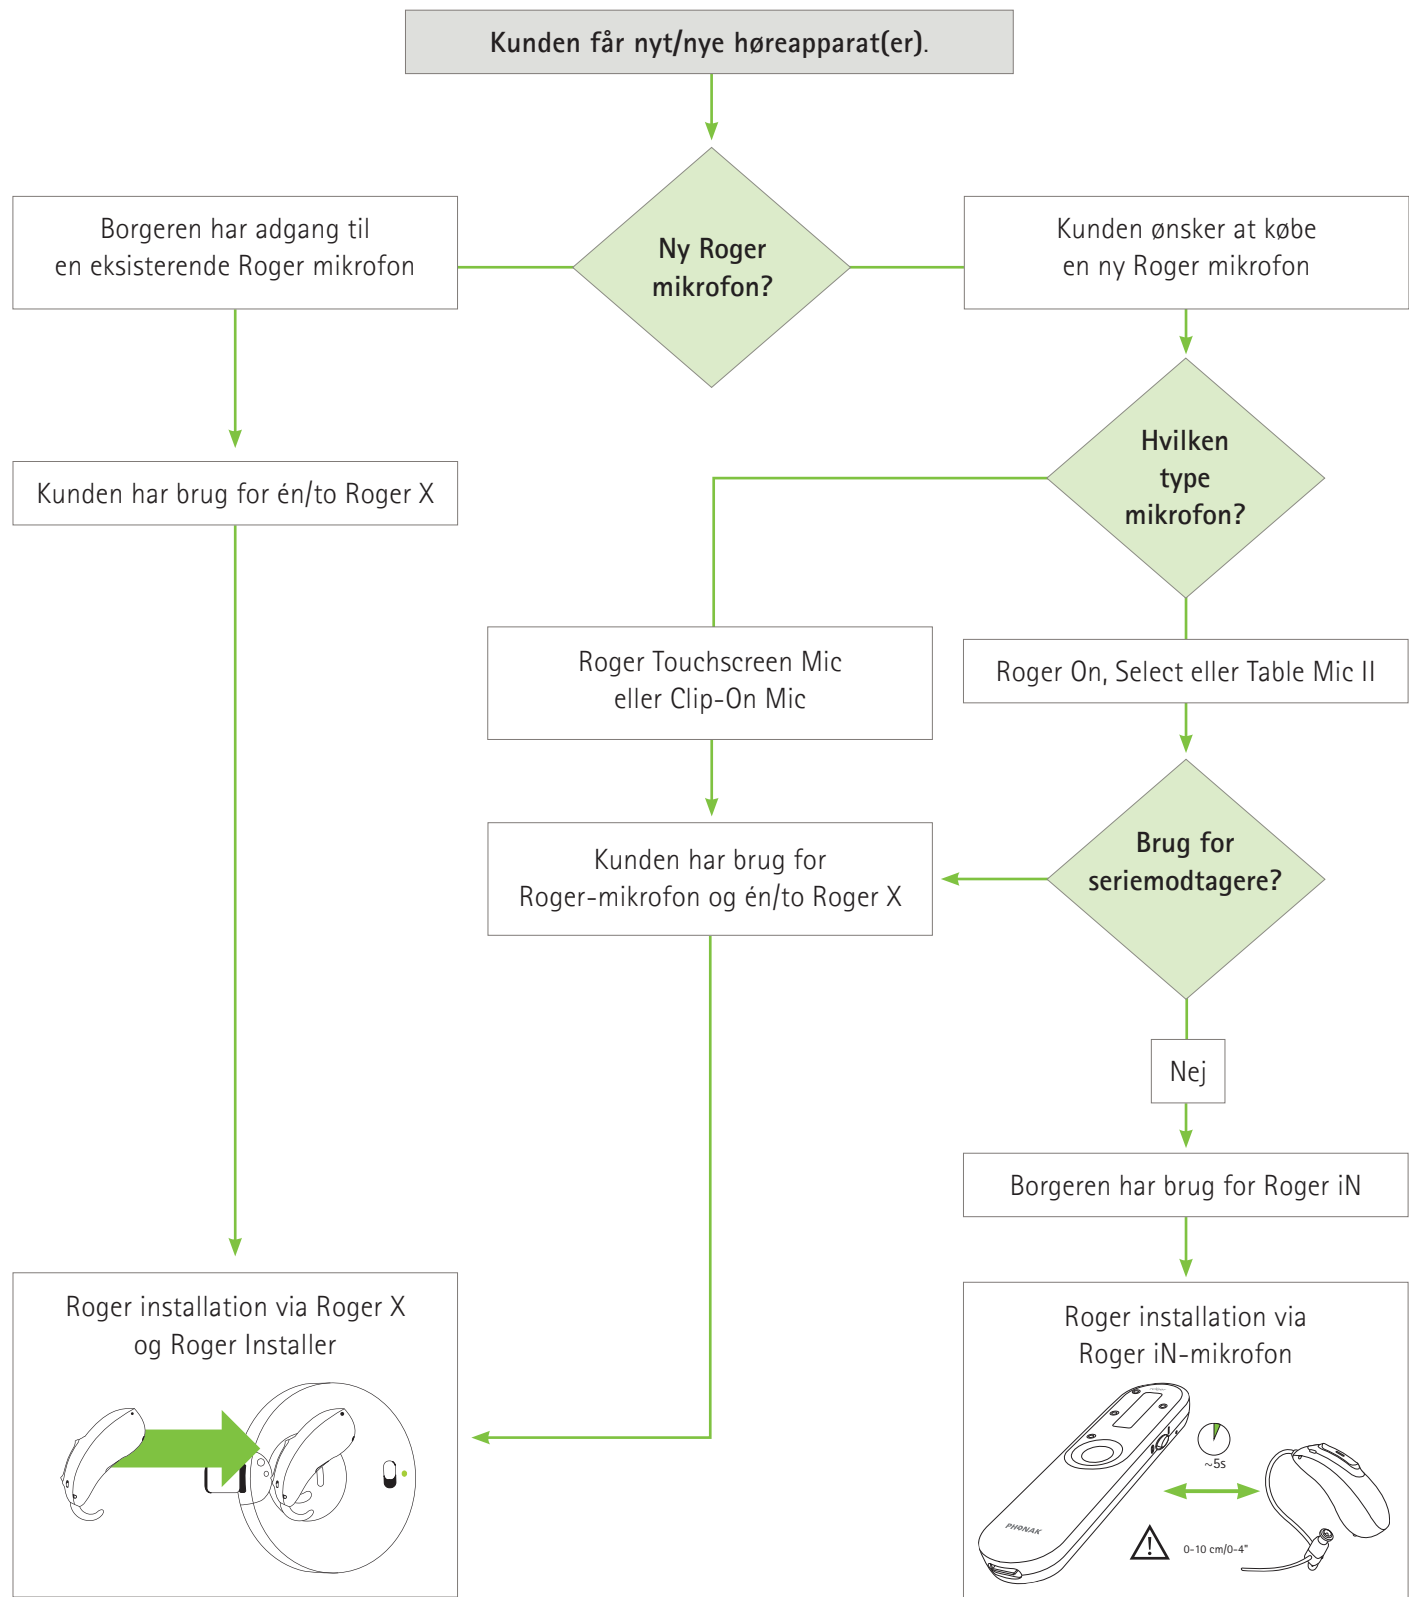 Kunden får nyt/nye høreapparat(er).
Borgeren har adgang til
en eksisterende Roger mikrofon
Ny Roger
mikrofon?
Kunden ønsker at købe
en ny Roger mikrofon
Hvilken
type
mikrofon?
Kunden har brug for én/to Roger X
Roger Touchscreen Mic
eller Clip-On Mic
Roger On, Select eller Table Mic II
Kunden har brug for
Roger-mikrofon og én/to Roger X
Brug for
seriemodtagere?
Nej
Borgeren har brug for Roger iN
Roger installation via Roger X
og Roger Installer
Roger installation via
Roger iN-mikrofon
~5s
PHONAK
0-10 cm/0-4"